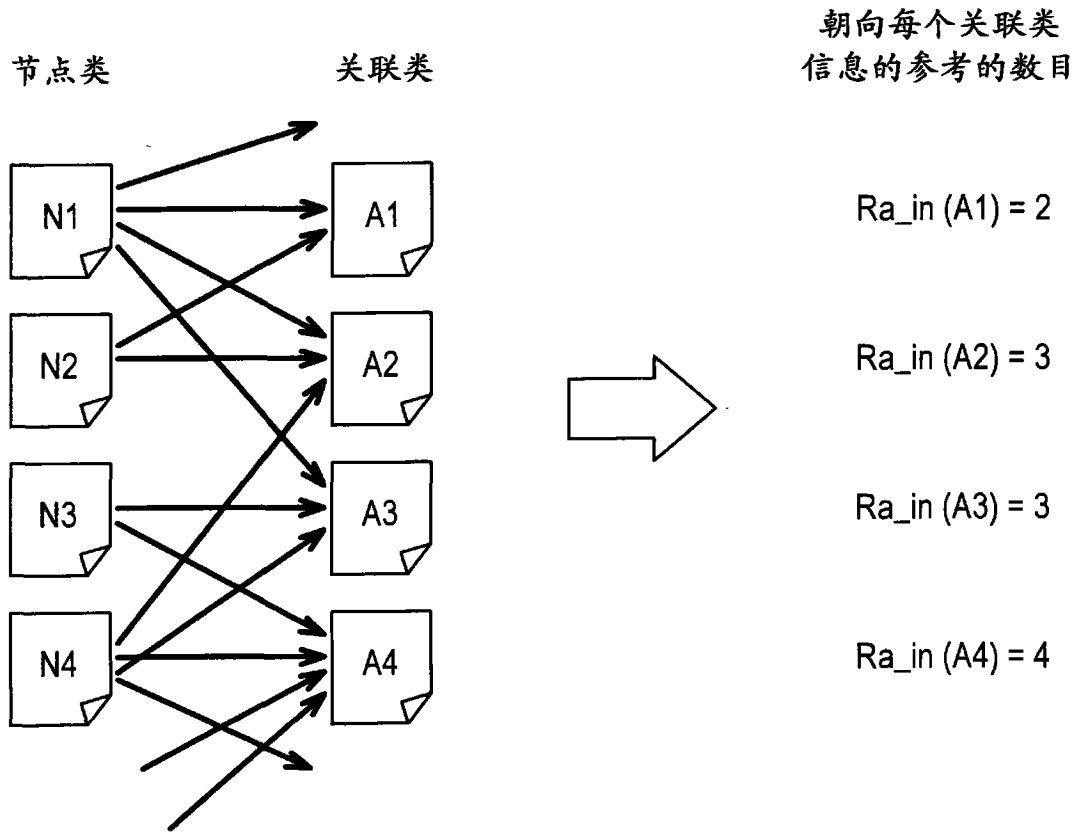 节点类
关联类
朝向每个关联类
信息的参考的数目
N1
A1
Ra_in (A1) = 2
N2
A2
Ra_in (A2) = 3
N3
A3
Ra_in (A3) = 3
N4
A4
Ra_in (A4) = 4